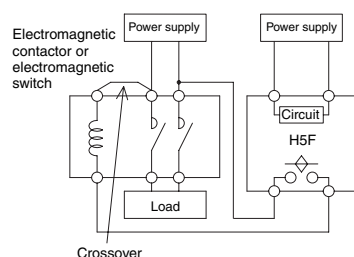 Power supply
Power supply
Electromagnetic
contactor or
electromagnetic
switch
Circuit
H5F
Load
Crossover